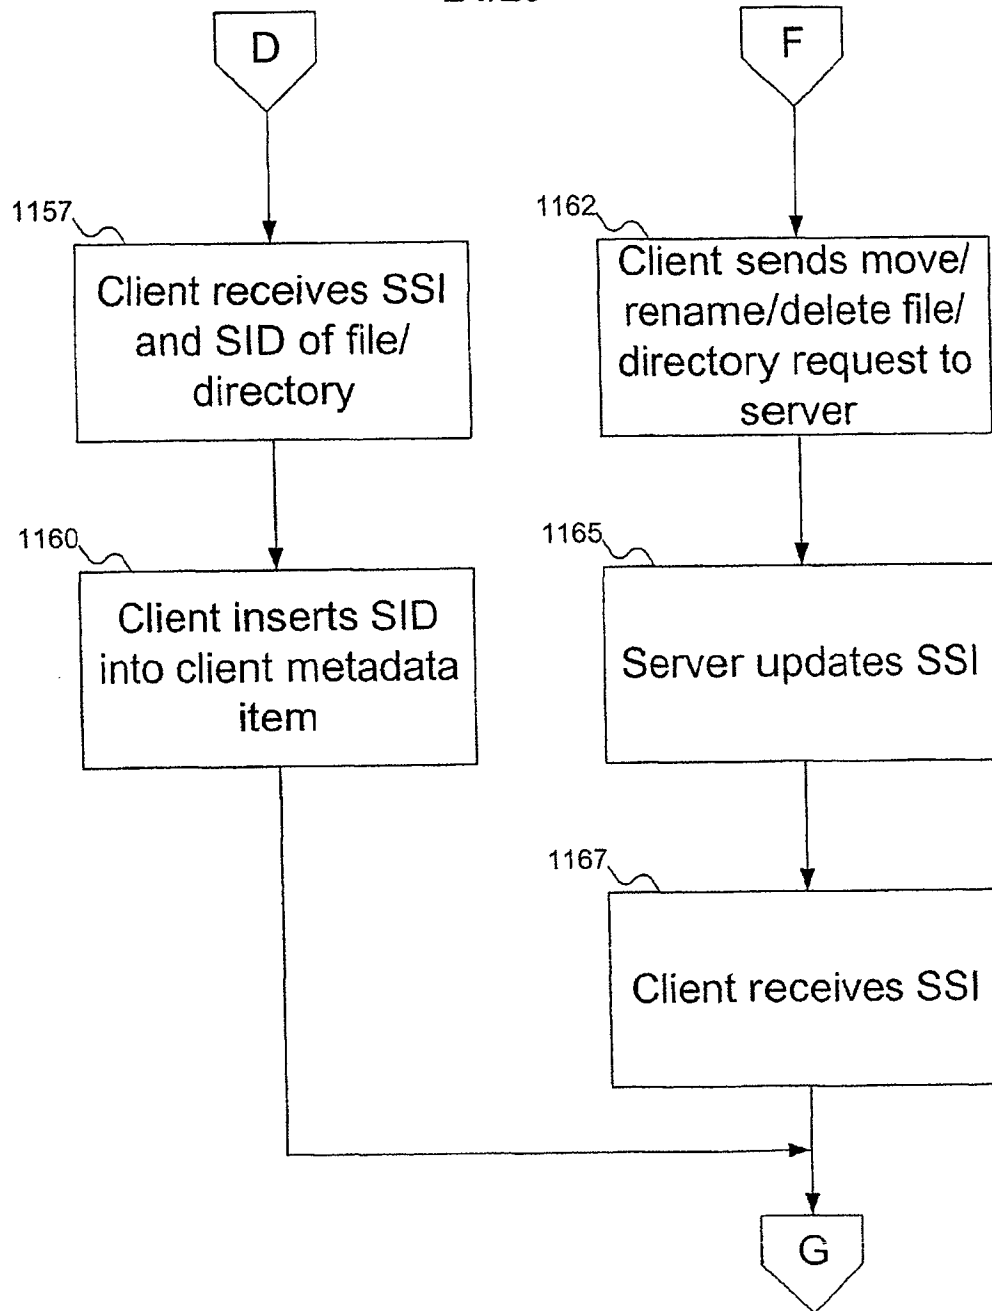 D
F
1157
Client receives SSI
and SID of file/
directory
1162
Client sends move/
rename/delete file/
directory request to
server
1160
Client inserts SID
into client metadata
item
1165
Server updates SSI
1167
Client receives SSI
G